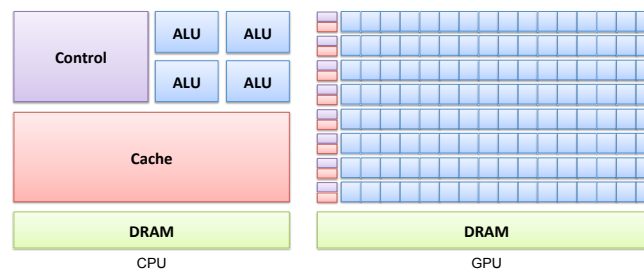 Control
ALU ALU
ALU ALU
Cache
DRAM
CPU
DRAM
GPU